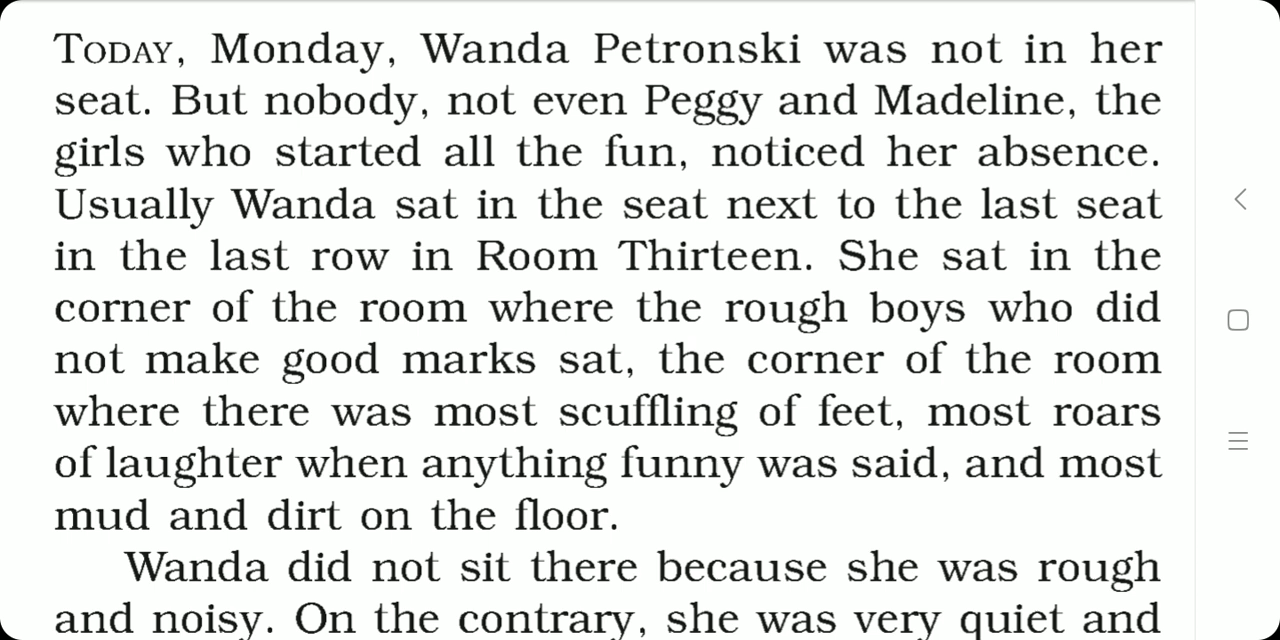 TODAY, Monday, Wanda Petronski was not in her
seat. But nobody, not even Peggy and Madeline, the
girls who started all the fun, noticed her absence.
Usually Wanda sat in the seat next to the last seat
in the last row in Room Thirteen. She sat in the
corner of the room where the rough boys who did
not make good marks sat, the corner of the room
where there was most scuffling of feet, most roars
of laughter when anything funny was said, and most
mud and dirt on the floor.
Wanda did not sit there because she was rough
and noisy. On the contrary, she was very quiet and